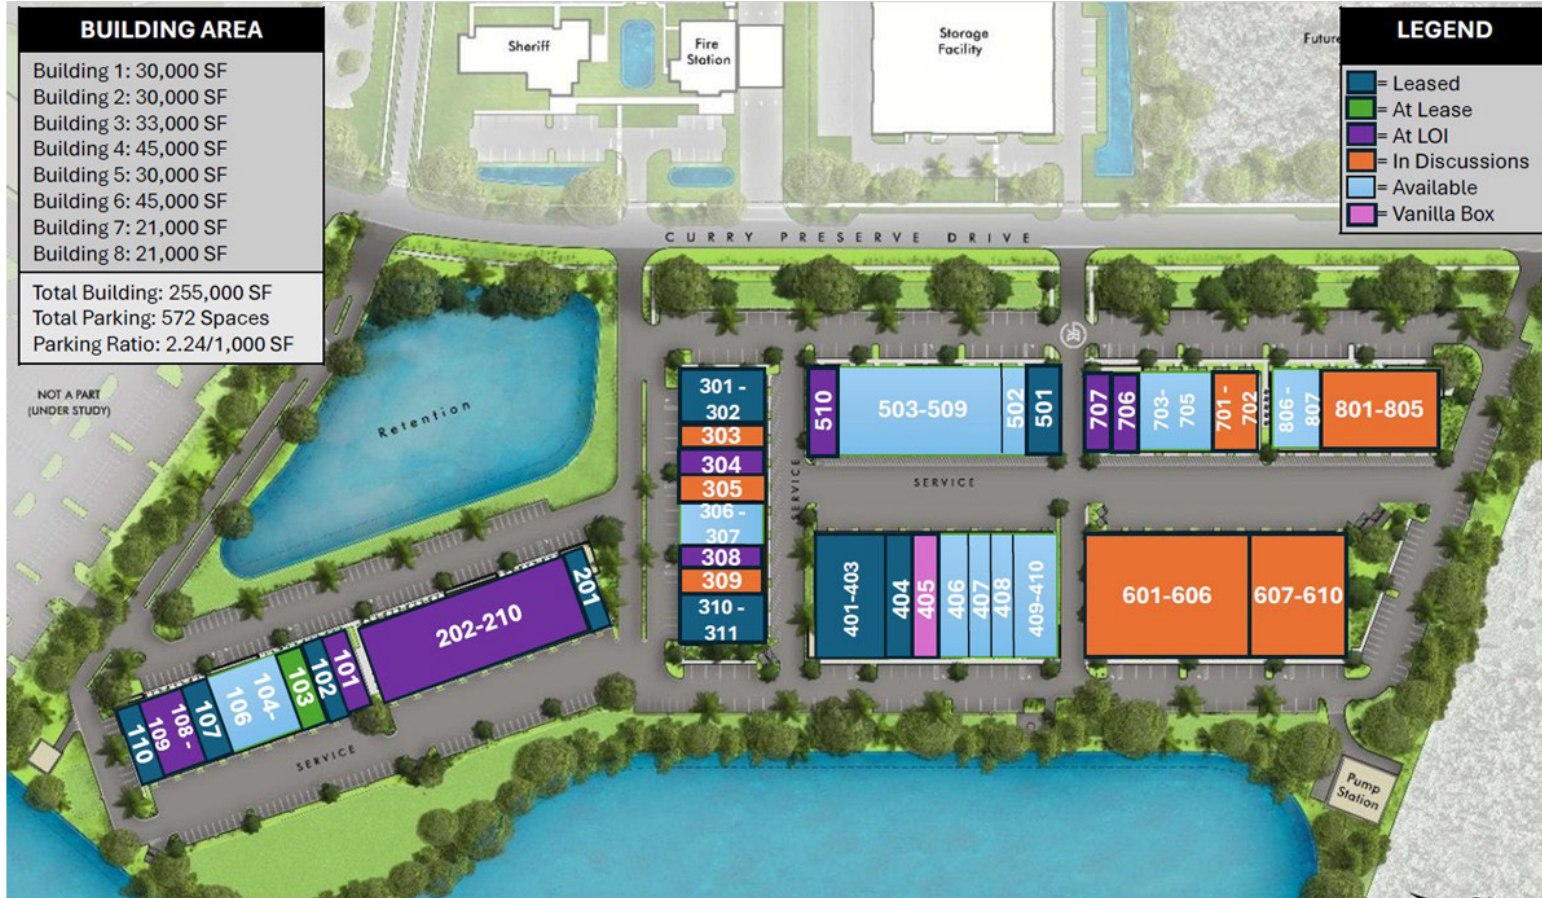 BUILDING AREA
Building 1: 30,000 SF
Building 2: 30,000 SF
Building 3: 33,000 SF
Building 4: 45,000 SF
Building 5: 30,000 SF
Building 6: 45,000 SF
Building 7: 21,000 SF
Building 8: 21,000 SF
Total Building: 255,000 SF
Total Parking: 572 Spaces
Parking Ratio: 2.24/1,000 SF
Sheriff
Fire
Station
Storage
Facility
Future
LEGEND
= Leased
= At Lease
= At LOI
= In Discussions
= Available
= Vanilla Box
CURRY PRESERVE DRIVE
NOT A PART
(UNDER STUDY)
Retention
301 -
302
303
304
305
306 -
307
308
309
310 -
311
SERVICE
510
503-509
502
501
707
706
703-
705
701 -
702
806 -
807
801-805
SERVICE
401-403
404
405
406
407
408
409-410
601-606
607-610
201
202-210
101
102
103
104-
106
107
108 -
109
110
SERVICE
Pump
Station